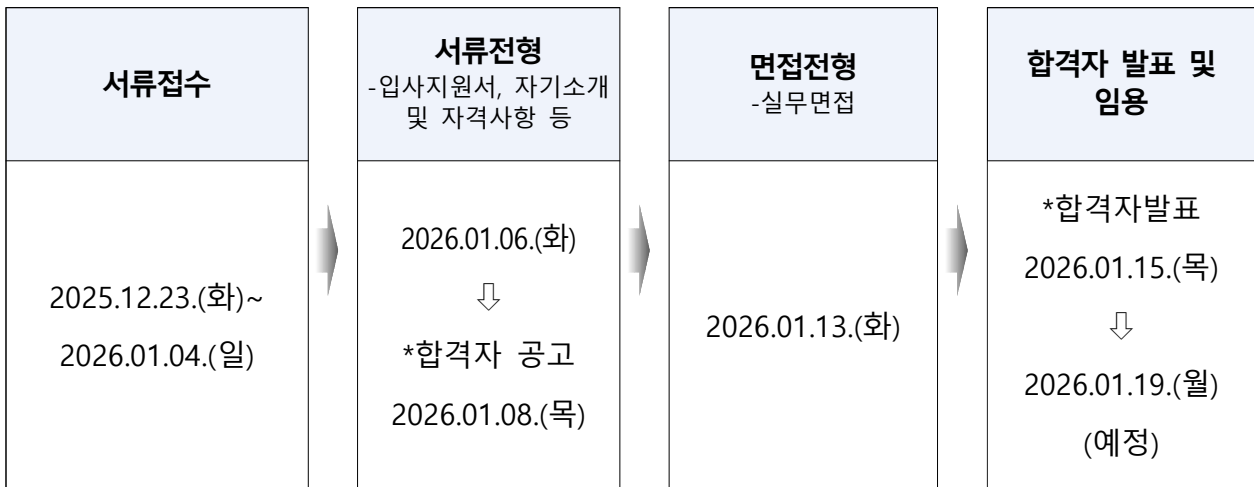 서류접수
2025.12.23.(화)~
2026.01.04.(일)
서류전형
-입사지원서, 자기소개
및 자격사항 등
2026.01.06.(화)
⇩
*합격자 공고
2026.01.08.(목)
면접전형
-실무면접
2026.01.13.(화)
합격자 발표 및
임용
*합격자발표
2026.01.15.(목)
⇩
2026.01.19.(월)
(예정)